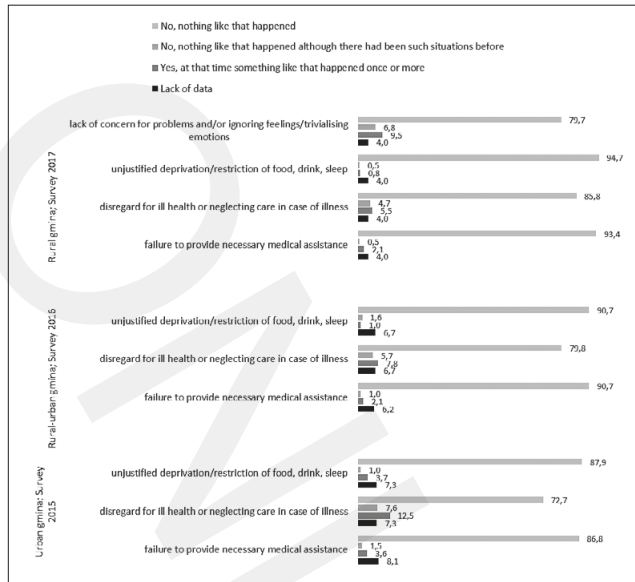 No, nothing like that happened
No, nothing like that happened although there had been such situations before
Yes, at that time something like that happened once or more
Lack of data
Rural gmina; Survey 2017
lack of concern for problems and/or ignoring feelings/trivialising
emotions
79,7
6,8
9,5
4,0
unjustified deprivation/restriction of food, drink, sleep
94,7
0,5
0,8
4,0
disregard for ill health or neglecting care in case of illness
85,8
4,7
5,5
4,0
failure to provide necessary medical assistance
93,4
0,5
2,1
4,0
Rural-urban gmina; Survey 2016
unjustified deprivation/restriction of food, drink, sleep
90,7
1,6
1,0
6,7
disregard for ill health or neglecting care in case of illness
79,8
5,7
7,8
6,7
failure to provide necessary medical assistance
90,7
1,0
2,1
6,2
Urban gmina; Survey
2015
unjustified deprivation/restriction of food, drink, sleep
87,9
1,0
3,7
7,3
disregard for ill health or neglecting care in case of illness
72,7
7,6
12,5
7,3
failure to provide necessary medical assistance
86,8
1,5
3,6
8,1